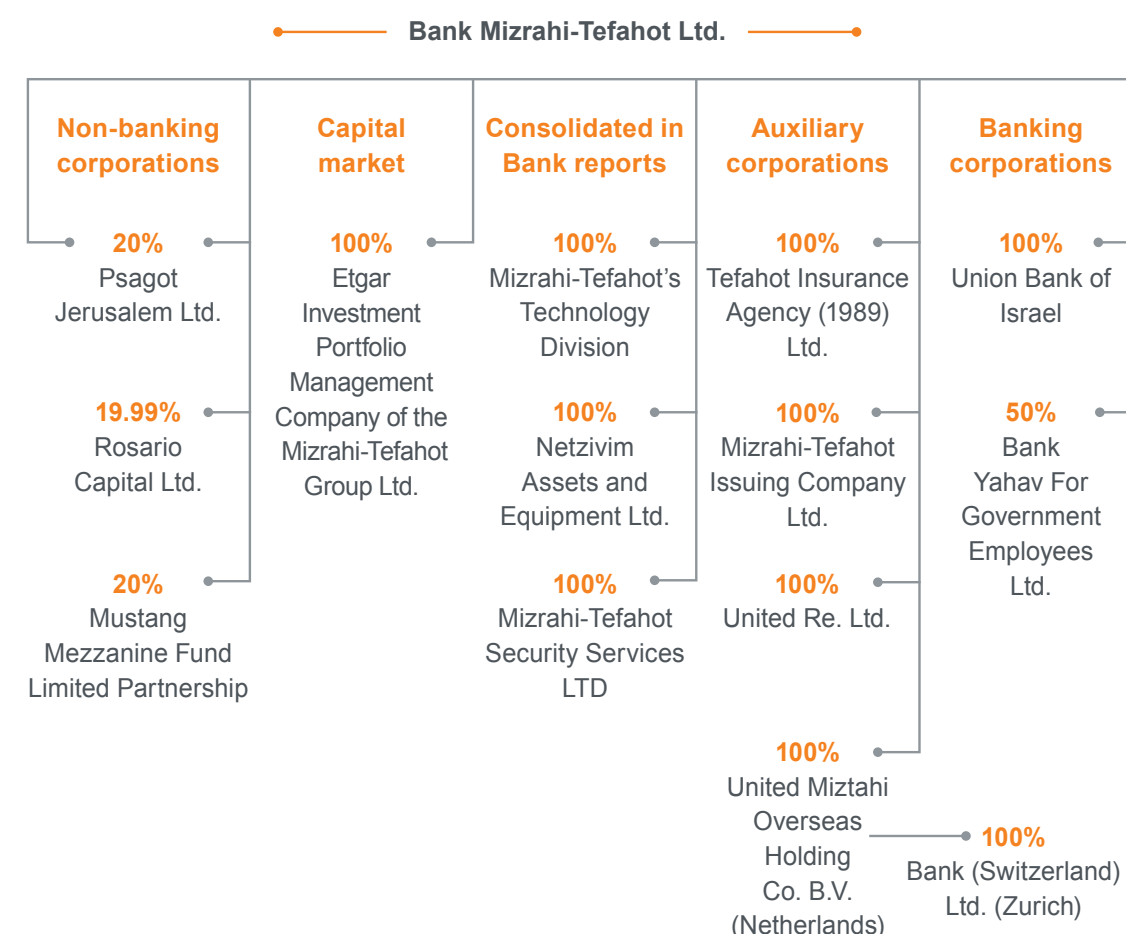 Bank Mizrahi-Tefahot Ltd.
Non-banking
corporations
20%
Psagot
Jerusalem Ltd.
19.99%
Rosario
Capital Ltd.
20%
Mustang
Mezzanine Fund
Limited Partnership
Capital
market
100%
Etgar
Investment
Portfolio
Management
Company of the
Mizrahi-Tefahot
Group Ltd.
Consolidated in
Bank reports
100%
Mizrahi-Tefahot's
Technology
Division
100%
Netzivim
Assets and
Equipment Ltd.
100%
Mizrahi-Tefahot
Security Services
LTD
Auxiliary
corporations
100%
Tefahot Insurance
Agency (1989)
Ltd.
100%
Mizrahi-Tefahot
Issuing Company
Ltd.
100%
United Re. Ltd.
100%
United Miztahi
Overseas
Holding
Co. B.V.
(Netherlands)
100%
Bank (Switzerland)
Ltd. (Zurich)
Banking
corporations
100%
Union Bank of
Israel
50%
Bank
Yahav For
Government
Employees
Ltd.